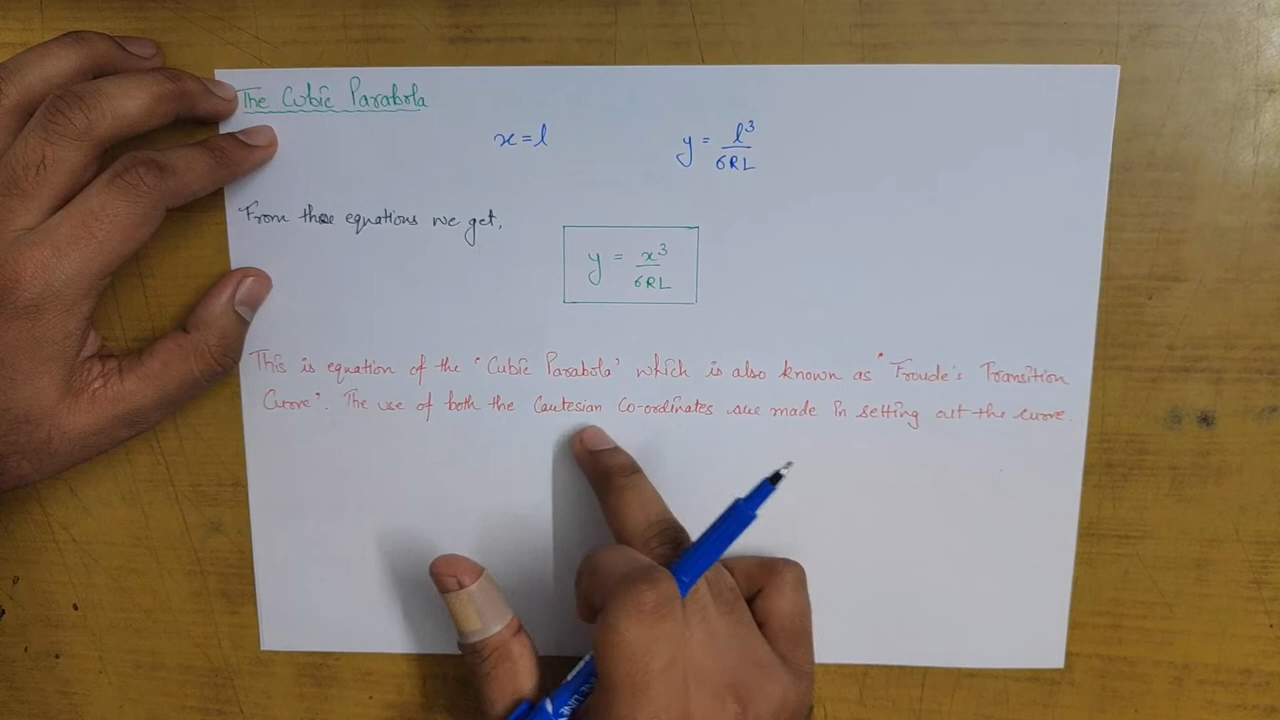 The Cubic Parabola
x = l y = l³/6RL
From these equations we get,
y = x³/6RL
This is equation of the 'Cubic Parabola' which is also known as 'Froude's Transition
Curve'. The use of both the Cartesian Co-ordinates are made in setting out the curve.